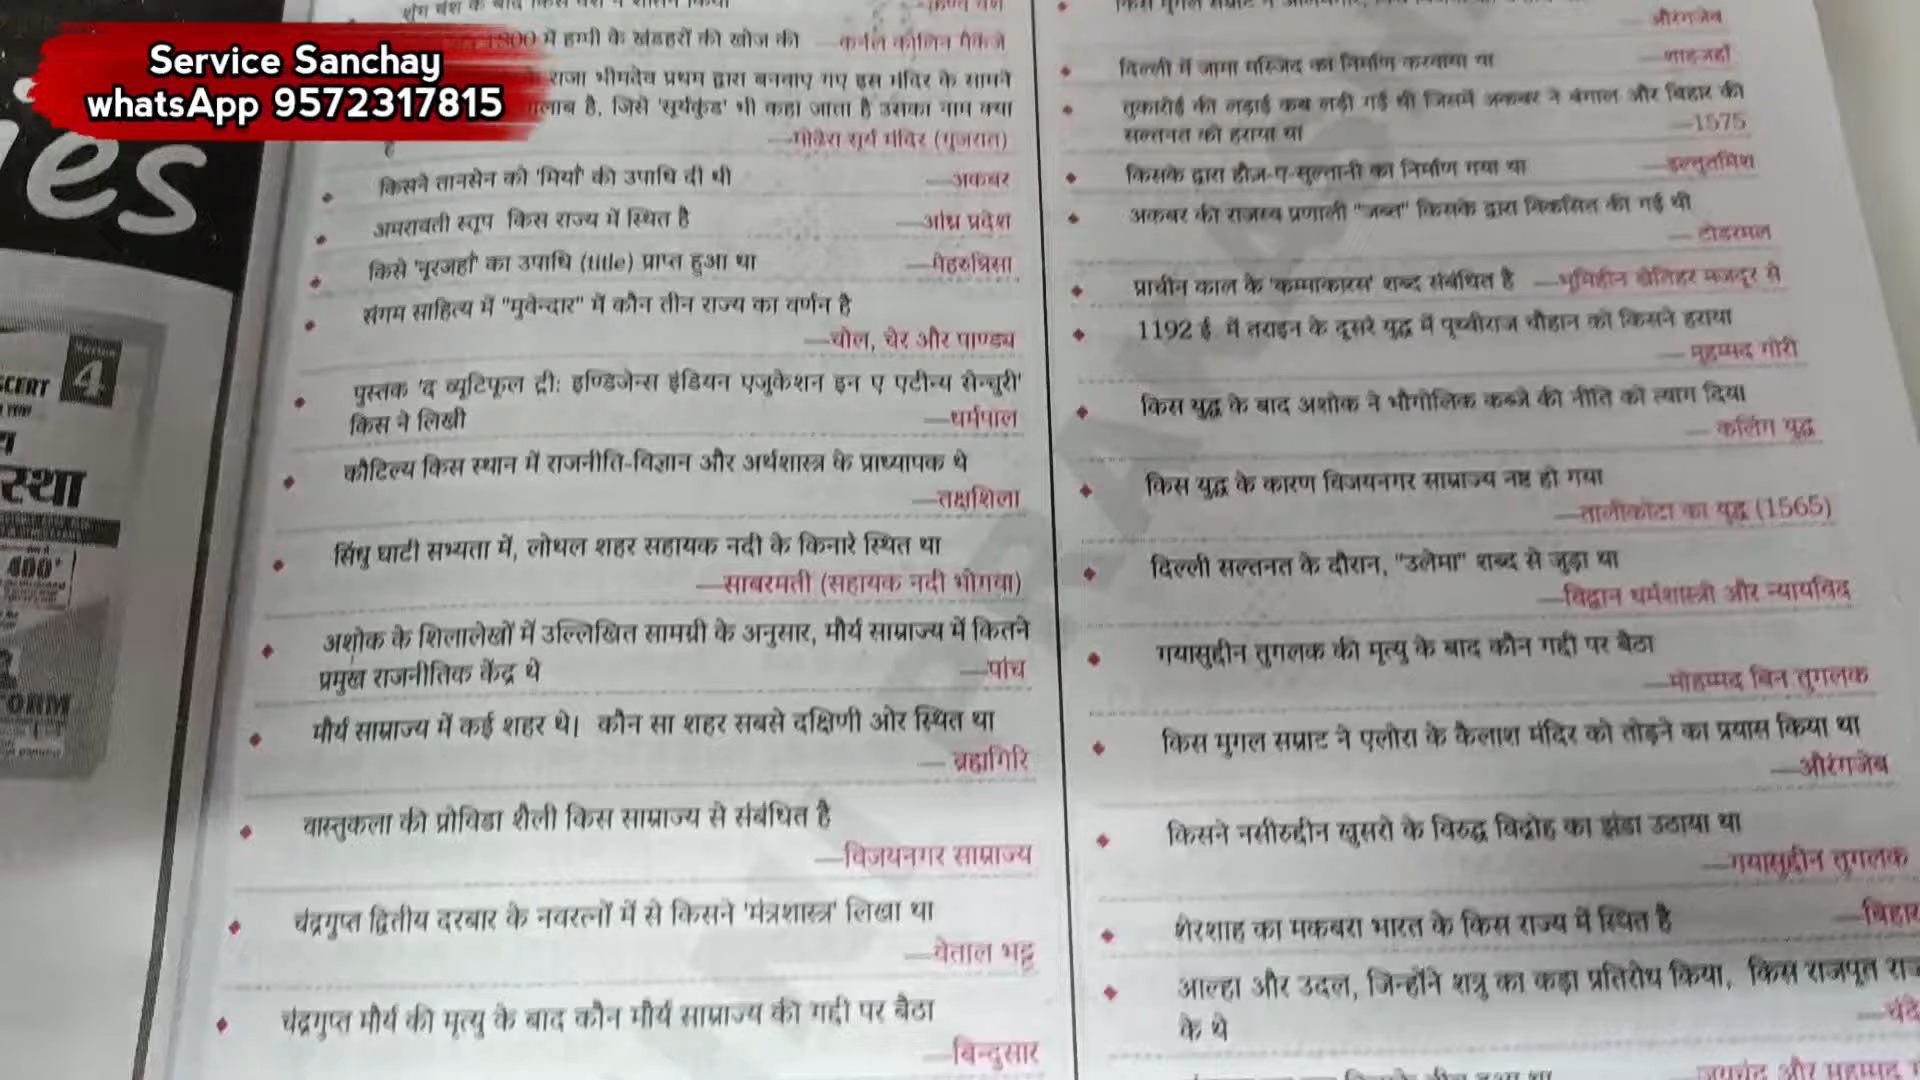 Service Sanchay
whatsApp 9572317815
ies
4
SCERT
स्था
400+
ORM
शुंग वंश के बाद किस वंश ने शासन किया
1800 में हम्पी के खंडहरों की खोज की —कर्नल कॉलिन मैकेंजे
राजा भीमदेव प्रथम द्वारा बनवाए गए इस मंदिर के सामने
तालाब है, जिसे 'सूर्यकुंड' भी कहा जाता है उसका नाम क्या
है —मोढेरा सूर्य मंदिर (गुजरात)
किसने तानसेन को 'मियाँ' की उपाधि दी थी —अकबर
अमरावती स्तूप किस राज्य में स्थित है —आंध्र प्रदेश
किसे 'नूरजहाँ' का उपाधि (title) प्राप्त हुआ था —मेहरुन्निसा
संगम साहित्य में "मुवेन्दार" में कौन तीन राज्य का वर्णन है
—चोल, चेर और पाण्ड्य
पुस्तक 'द ब्यूटिफूल ट्री: इण्डिजेन्स इंडियन एजुकेशन इन ए एटीन्थ सेन्चुरी'
किस ने लिखी —धर्मपाल
कौटिल्य किस स्थान में राजनीति-विज्ञान और अर्थशास्त्र के प्राध्यापक थे
—तक्षशिला
सिंधु घाटी सभ्यता में, लोथल शहर सहायक नदी के किनारे स्थित था
—साबरमती (सहायक नदी भोगवा)
अशोक के शिलालेखों में उल्लिखित सामग्री के अनुसार, मौर्य साम्राज्य में कितने
प्रमुख राजनीतिक केंद्र थे —पांच
मौर्य साम्राज्य में कई शहर थे। कौन सा शहर सबसे दक्षिणी ओर स्थित था
— ब्रह्मगिरि
वास्तुकला की प्रोविडा शैली किस साम्राज्य से संबंधित है
—विजयनगर साम्राज्य
चंद्रगुप्त द्वितीय दरबार के नवरत्नों में से किसने 'मंत्रशास्त्र' लिखा था
—वेताल भट्ट
चंद्रगुप्त मौर्य की मृत्यु के बाद कौन मौर्य साम्राज्य की गद्दी पर बैठा
—बिन्दुसार
— औरंगजेब
दिल्ली में जामा मस्जिद का निर्माण करवाया था —शाहजहाँ
तुकारोई की लड़ाई कब लड़ी गई थी जिसमें अकबर ने बंगाल और बिहार की
सल्तनत को हराया था —1575
किसके द्वारा हौज-ए-सुल्तानी का निर्माण गया था —इल्तुतमिश
अकबर की राजस्व प्रणाली "जब्त" किसके द्वारा विकसित की गई थी
— टोडरमल
प्राचीन काल के 'कम्माकारस' शब्द संबंधित है —भूमिहीन खेतिहर मजदूर से
1192 ई. में तराइन के दूसरे युद्ध में पृथ्वीराज चौहान को किसने हराया
— मुहम्मद गोरी
किस युद्ध के बाद अशोक ने भौगोलिक कब्जे की नीति को त्याग दिया
— कलिंग युद्ध
किस युद्ध के कारण विजयनगर साम्राज्य नष्ट हो गया
—तालीकोटा का युद्ध (1565)
दिल्ली सल्तनत के दौरान, "उलेमा" शब्द से जुड़ा था
—विद्वान धर्मशास्त्री और न्यायविद
गयासुद्दीन तुगलक की मृत्यु के बाद कौन गद्दी पर बैठा
—मोहम्मद बिन तुगलक
किस मुगल सम्राट ने एलोरा के कैलाश मंदिर को तोड़ने का प्रयास किया था
—औरंगजेब
किसने नसीरुद्दीन खुसरो के विरुद्ध विद्रोह का झंडा उठाया था
—गयासुद्दीन तुगलक
शेरशाह का मकबरा भारत के किस राज्य में स्थित है —बिहार
आल्हा और उदल, जिन्होंने शत्रु का कड़ा प्रतिरोध किया, किस राजपूत
के थे